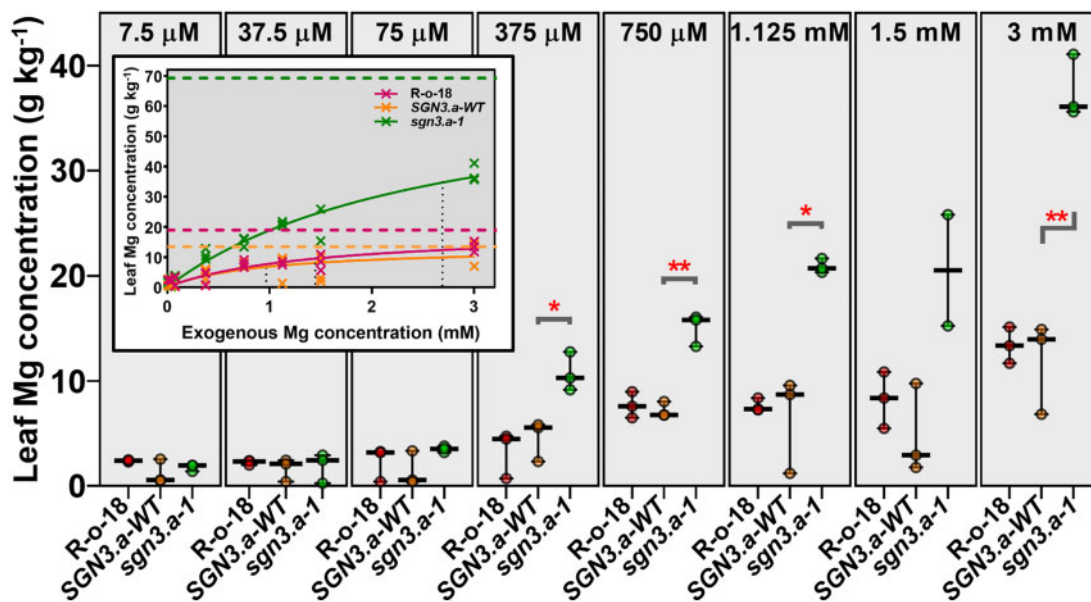 7.5 μM 37.5 μM 75 μM 375 μM 750 μM 1.125 mM 1.5 mM 3 mM
Leaf Mg concentration (g kg⁻¹)
40
30
20
10
0
Leaf Mg concentration (g kg⁻¹)
70
60
50
40
30
20
10
0
R-o-18
SGN3.a-WT
sgn3.a-1
0 1 2 3
Exogenous Mg concentration (mM)
* ** * **
R-o-18 SGN3.a-WT sgn3.a-1 R-o-18 SGN3.a-WT sgn3.a-1 R-o-18 SGN3.a-WT sgn3.a-1 R-o-18 SGN3.a-WT sgn3.a-1 R-o-18 SGN3.a-WT sgn3.a-1 R-o-18 SGN3.a-WT sgn3.a-1 R-o-18 SGN3.a-WT sgn3.a-1 R-o-18 SGN3.a-WT sgn3.a-1